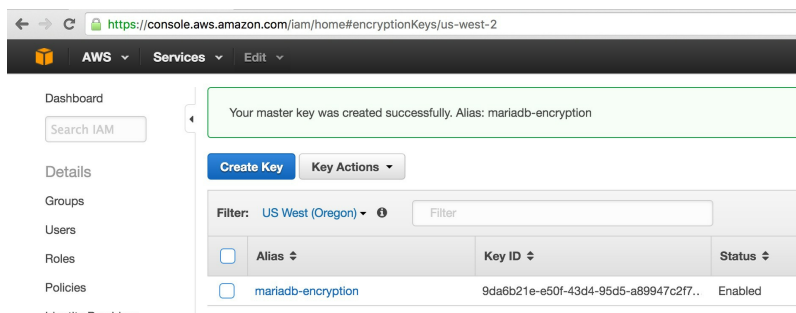 https://console.aws.amazon.com/iam/home#encryptionKeys/us-west-2
AWS Services Edit
Dashboard
Search IAM
Details
Groups
Users
Roles
Policies
Your master key was created successfully. Alias: mariadb-encryption
Create Key Key Actions
Filter: US West (Oregon) Filter
Alias Key ID Status
mariadb-encryption 9da6b21e-e50f-43d4-95d5-a89947c2f7.. Enabled